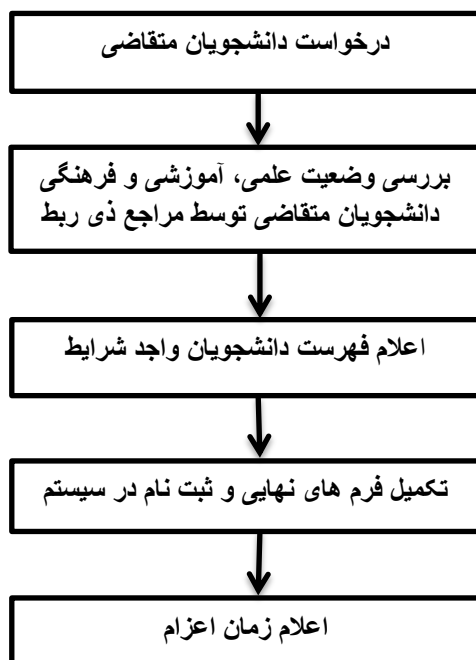 درخواست دانشجویان متقاضی
بررسی وضعیت علمی، آموزشی و فرهنگی
دانشجویان متقاضی توسط مراجع ذی ربط
اعلام فهرست دانشجویان واجد شرایط
تکمیل فرم های نهایی و ثبت نام در سیستم
اعلام زمان اعزام